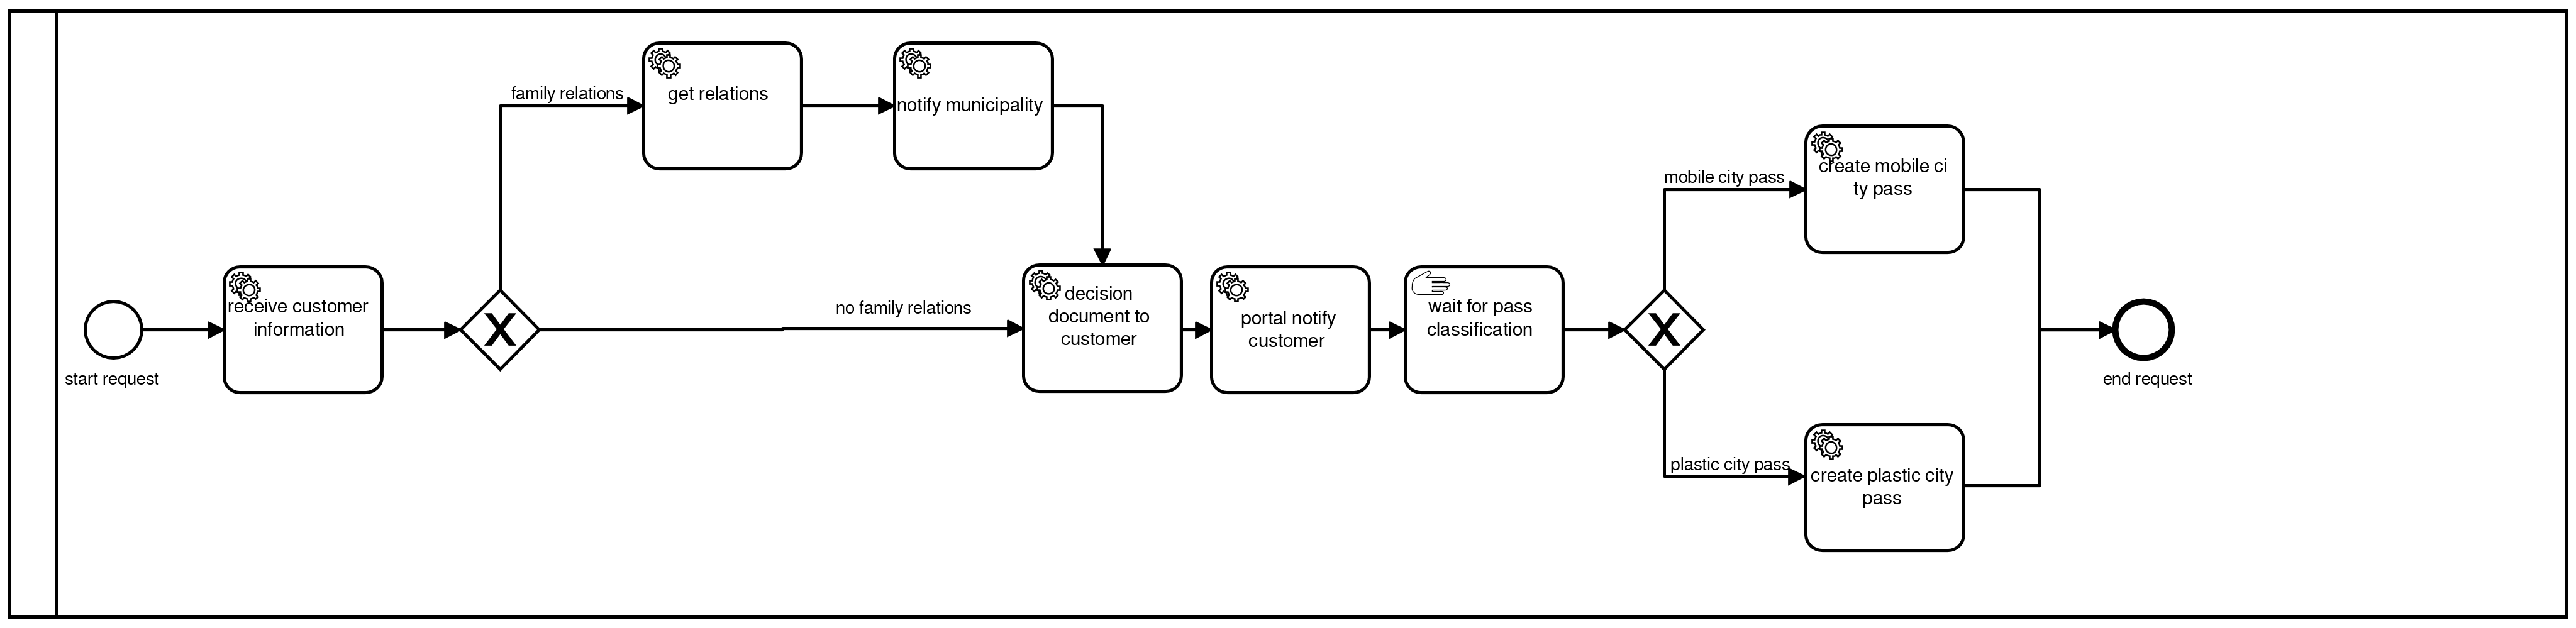 family relations
get relations
notify municipality
start request
receive customer
information
no family relations
decision
document to
customer
portal notify
customer
wait for pass
classification
mobile city pass
create mobile ci
ty pass
plastic city pass
create plastic city
pass
end request